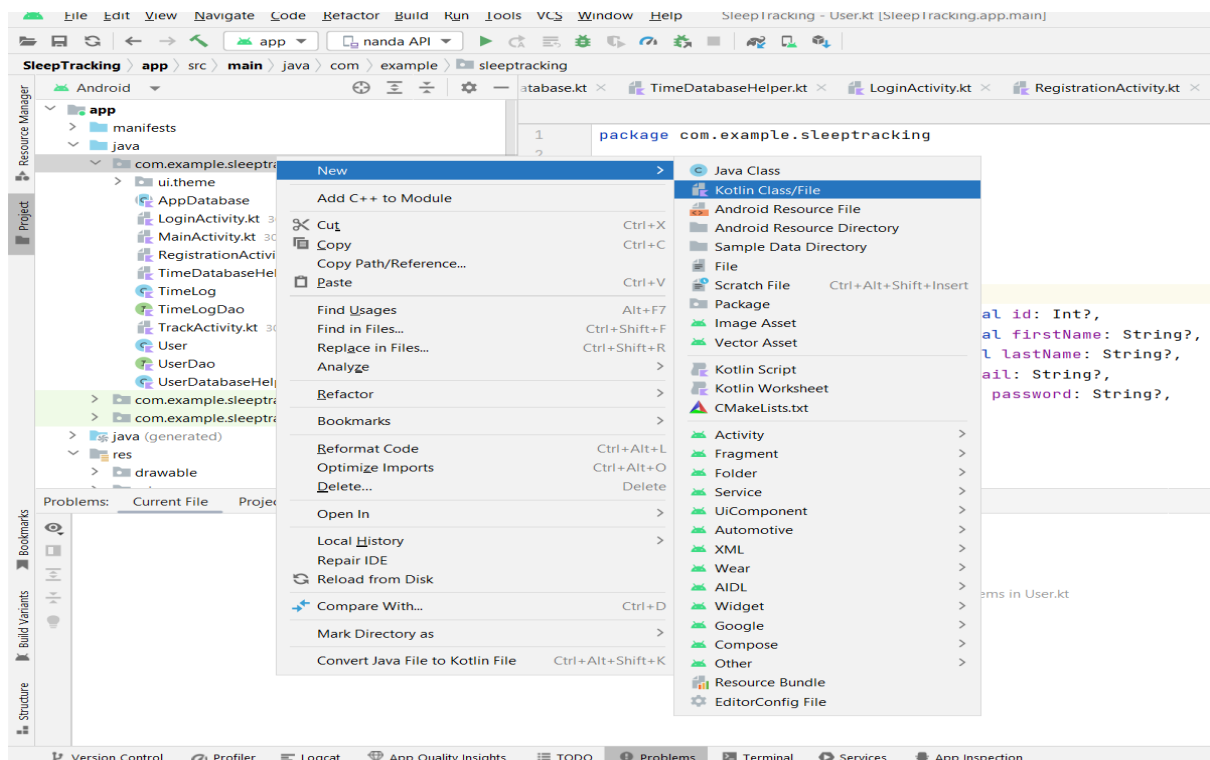 File Edit View Navigate Code Refactor Build Run Tools VCS Window Help SleepTracking - User.kt [SleepTracking.app.main]
app nanda API
SleepTracking app src main java com example sleeptracking
Android
atabase.kt TimeDatabaseHelper.kt LoginActivity.kt RegistrationActivity.kt
Resource Manager
Project
Bookmarks
Build Variants
Structure
app
manifests
java
com.example.sleeptra
ui.theme
AppDatabase
LoginActivity.kt 3
MainActivity.kt 30
RegistrationActivi
TimeDatabaseHel
TimeLog
TimeLogDao
TrackActivity.kt 30
User
UserDao
UserDatabaseHelp
com.example.sleeptra
com.example.sleeptra
java (generated)
res
drawable
1 package com.example.sleeptracking
2
al id: Int?,
al firstName: String?,
l lastName: String?,
ail: String?,
password: String?,
New
Add C++ to Module
Cut Ctrl+X
Copy Ctrl+C
Copy Path/Reference...
Paste Ctrl+V
Find Usages Alt+F7
Find in Files... Ctrl+Shift+F
Replace in Files... Ctrl+Shift+R
Analyze
Refactor
Bookmarks
Reformat Code Ctrl+Alt+L
Optimize Imports Ctrl+Alt+O
Delete... Delete
Open In
Local History
Repair IDE
Reload from Disk
Compare With... Ctrl+D
Mark Directory as
Convert Java File to Kotlin File Ctrl+Alt+Shift+K
Java Class
Kotlin Class/File
Android Resource File
Android Resource Directory
Sample Data Directory
File
Scratch File Ctrl+Alt+Shift+Insert
Package
Image Asset
Vector Asset
Kotlin Script
Kotlin Worksheet
CMakeLists.txt
Activity
Fragment
Folder
Service
UiComponent
Automotive
XML
Wear
AIDL
Widget
Google
Compose
Other
Resource Bundle
EditorConfig File
Problems: Current File Projec
ems in User.kt
Version Control Profiler Logcat App Quality Insights TODO Problems Terminal Services App Inspection